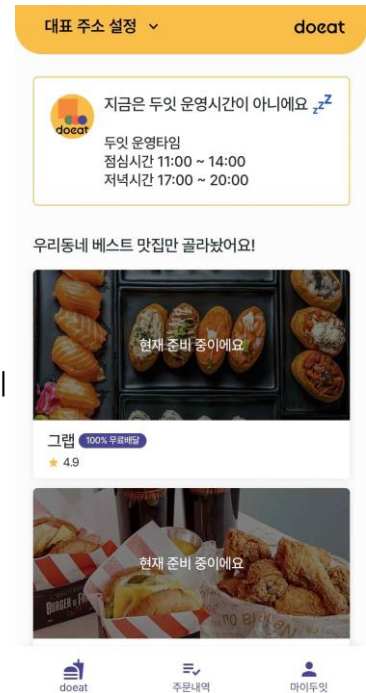 대표 주소 설정
doeat
지금은 두잇 운영시간이 아니에요 zzZ
doeat
두잇 운영타임
점심시간 11:00 ~ 14:00
저녁시간 17:00 ~ 20:00
우리동네 베스트 맛집만 골라놨어요!
현재 준비 중이에요
그랩 100% 무료배달
★ 4.9
현재 준비 중이에요
doeat
주문내역
마이두잇